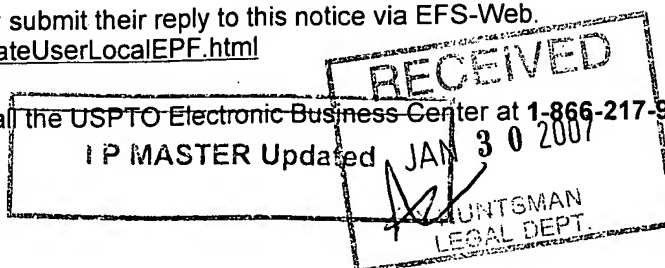 submit their reply to this notice via EFS-Web.
ateUserLocalEPF.html
RECEIVED
all the USPTO Electronic Business Center at 1-866-217-9
I P MASTER Updated
JAN 30 2007
HUNTSMAN
LEGAL DEPT.